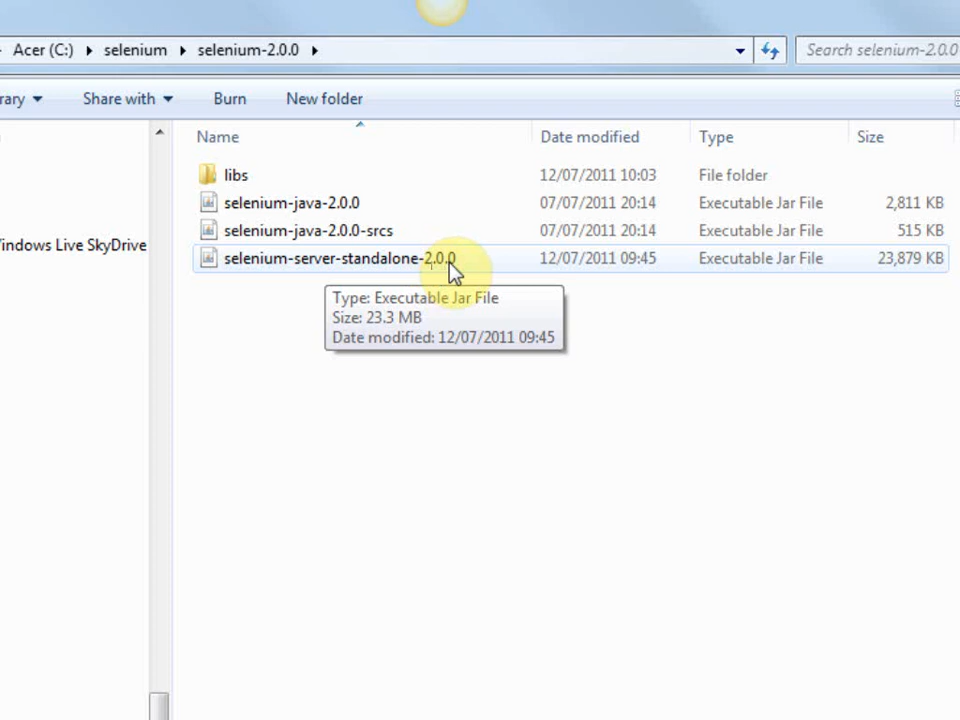 Acer (C:) selenium selenium-2.0.0 Search selenium-2.0.0
rary Share with Burn New folder
Name Date modified Type Size
libs 12/07/2011 10:03 File folder
selenium-java-2.0.0 07/07/2011 20:14 Executable Jar File 2,811 KB
selenium-java-2.0.0-srcs 07/07/2011 20:14 Executable Jar File 515 KB
indows Live SkyDrive
selenium-server-standalone-2.0.0 12/07/2011 09:45 Executable Jar File 23,879 KB
Type: Executable Jar File
Size: 23.3 MB
Date modified: 12/07/2011 09:45